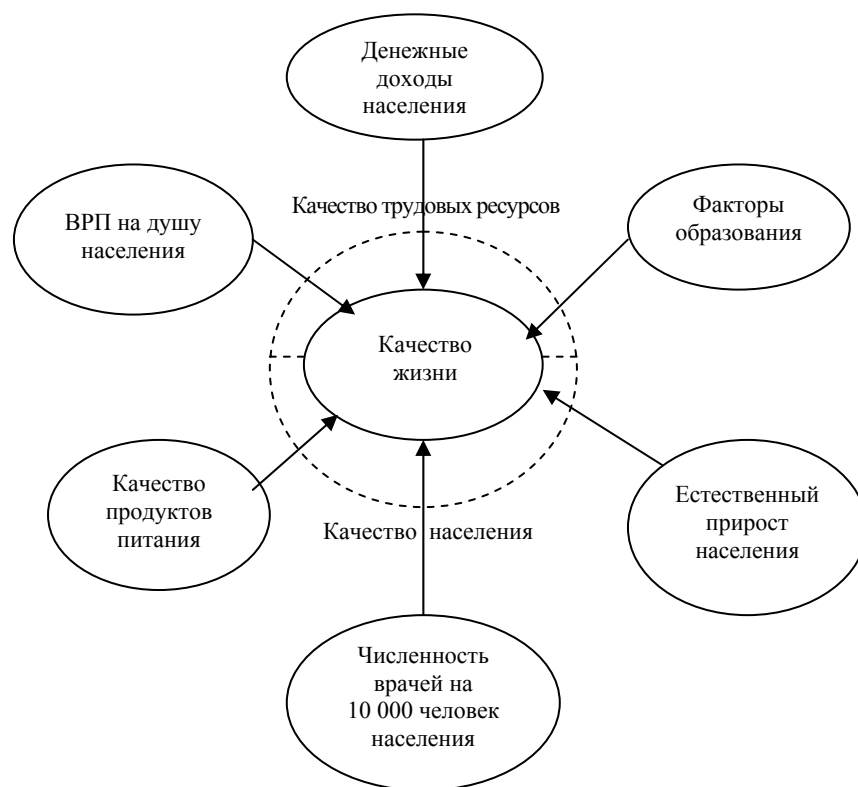 Денежные
доходы
населения
Качество трудовых ресурсов
ВРП на душу
населения
Факторы
образования
Качество
жизни
Качество
продуктов
питания
Качество населения
Естественный
прирост
населения
Численность
врачей на
10 000 человек
населения